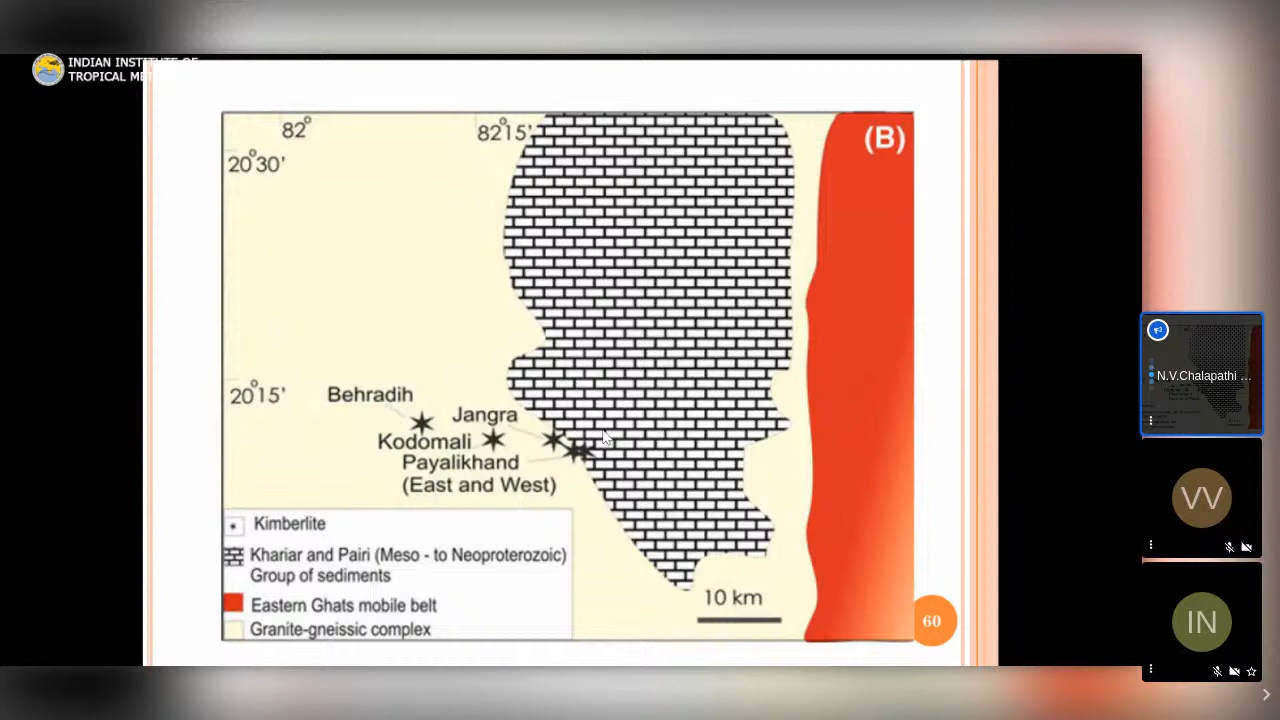 INDIAN INSTITUTE OF
TROPICAL ME
82°
82°15'
(B)
20°30'
20°15'
Behradih
Jangra
Kodomali
Payalikhand
(East and West)
Kimberlite
Khariar and Pairi (Meso - to Neoproterozoic)
Group of sediments
Eastern Ghats mobile belt
Granite-gneissic complex
10 km
60
N.V.Chalapathi ...
VV
IN